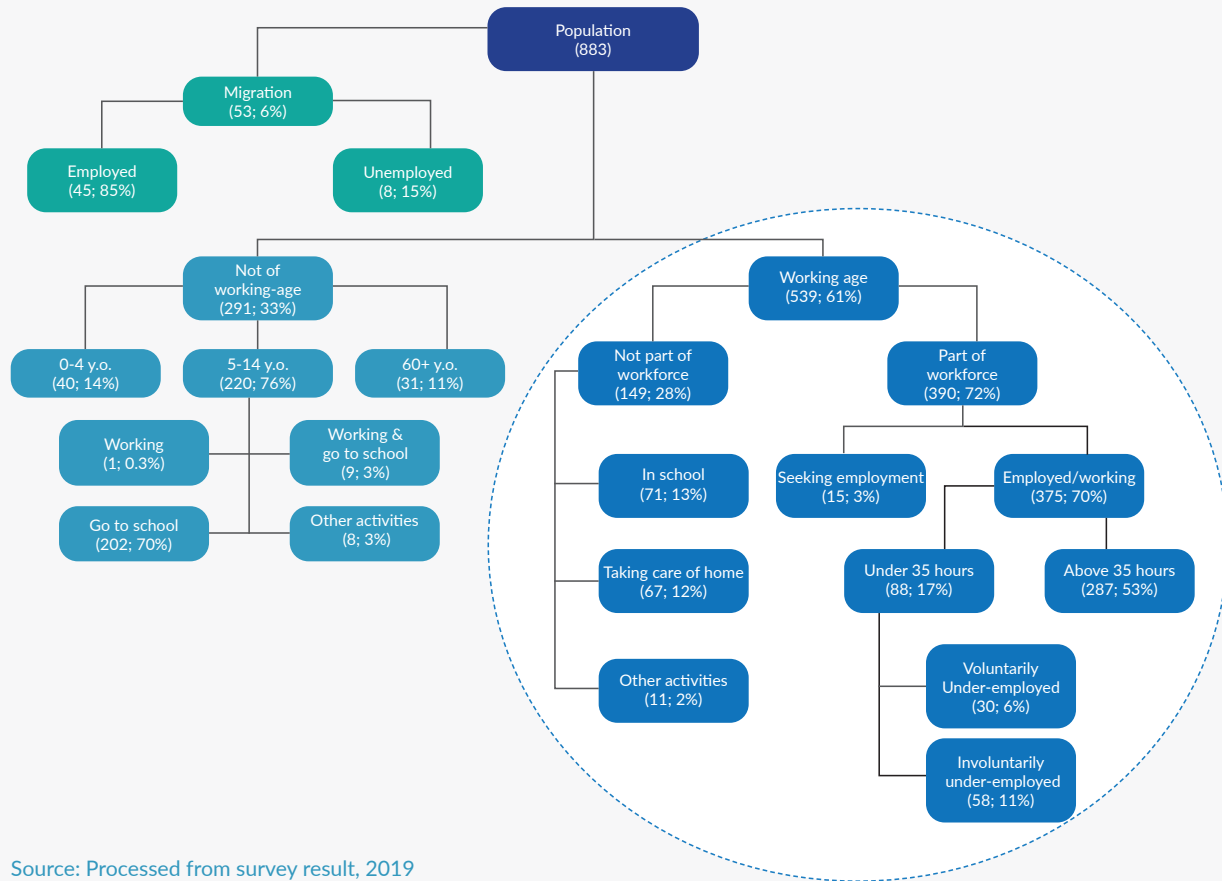 Population
(883)
Migration
(53; 6%)
Employed
(45; 85%)
Unemployed
(8; 15%)
Not of
working-age
(291; 33%)
0-4 y.o.
(40; 14%)
5-14 y.o.
(220; 76%)
60+ y.o.
(31; 11%)
Working
(1; 0.3%)
Working &
go to school
(9; 3%)
Go to school
(202; 70%)
Other activities
(8; 3%)
Working age
(539; 61%)
Not part of
workforce
(149; 28%)
Part of
workforce
(390; 72%)
In school
(71; 13%)
Taking care of home
(67; 12%)
Other activities
(11; 2%)
Seeking employment
(15; 3%)
Employed/working
(375; 70%)
Under 35 hours
(88; 17%)
Above 35 hours
(287; 53%)
Voluntarily
Under-employed
(30; 6%)
Involuntarily
under-employed
(58; 11%)
Source: Processed from survey result, 2019